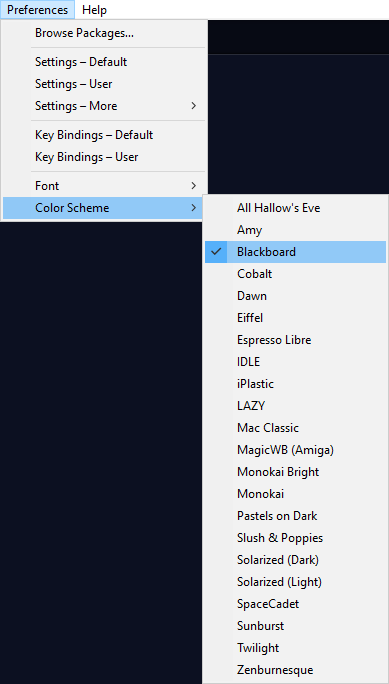 Preferences Help
Browse Packages...
Settings – Default
Settings – User
Settings – More
Key Bindings – Default
Key Bindings – User
Font
Color Scheme
All Hallow's Eve
Amy
Blackboard
Cobalt
Dawn
Eiffel
Espresso Libre
IDLE
iPlastic
LAZY
Mac Classic
MagicWB (Amiga)
Monokai Bright
Monokai
Pastels on Dark
Slush & Poppies
Solarized (Dark)
Solarized (Light)
SpaceCadet
Sunburst
Twilight
Zenburnesque